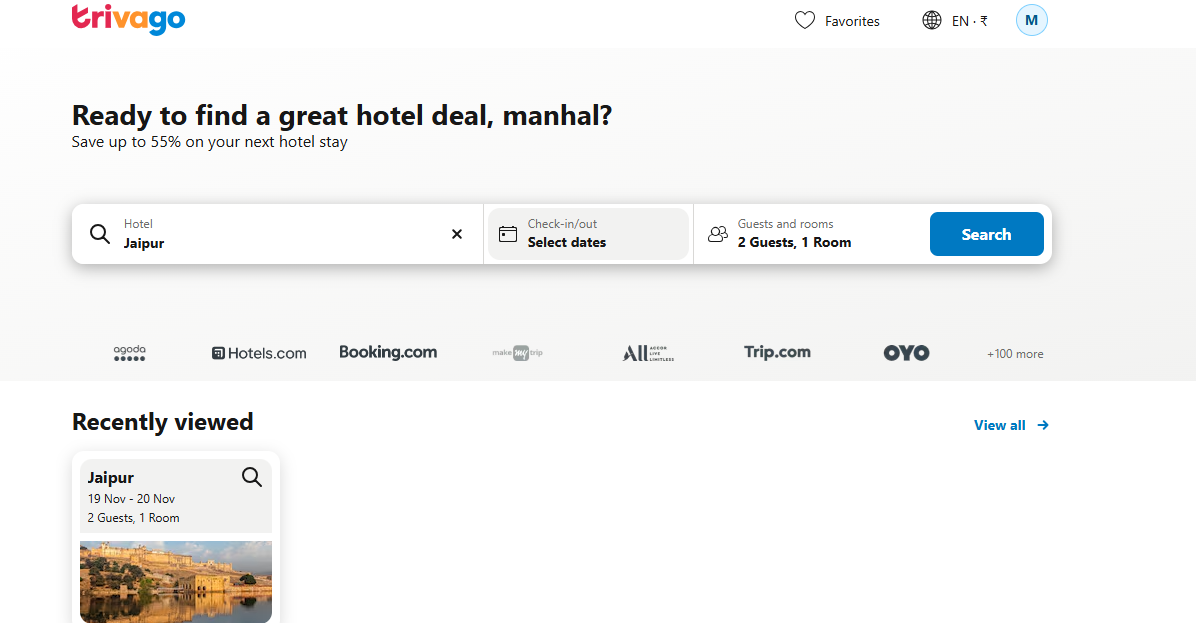 trivago
Favorites
EN · ₹
M
Ready to find a great hotel deal, manhal?
Save up to 55% on your next hotel stay
Hotel
Jaipur
Check-in/out
Select dates
Guests and rooms
2 Guests, 1 Room
Search
agoda
Hotels.com
Booking.com
make my trip
All ACCOR LIVE LIMITLESS
Trip.com
OYO
+100 more
Recently viewed
View all
Jaipur
19 Nov - 20 Nov
2 Guests, 1 Room